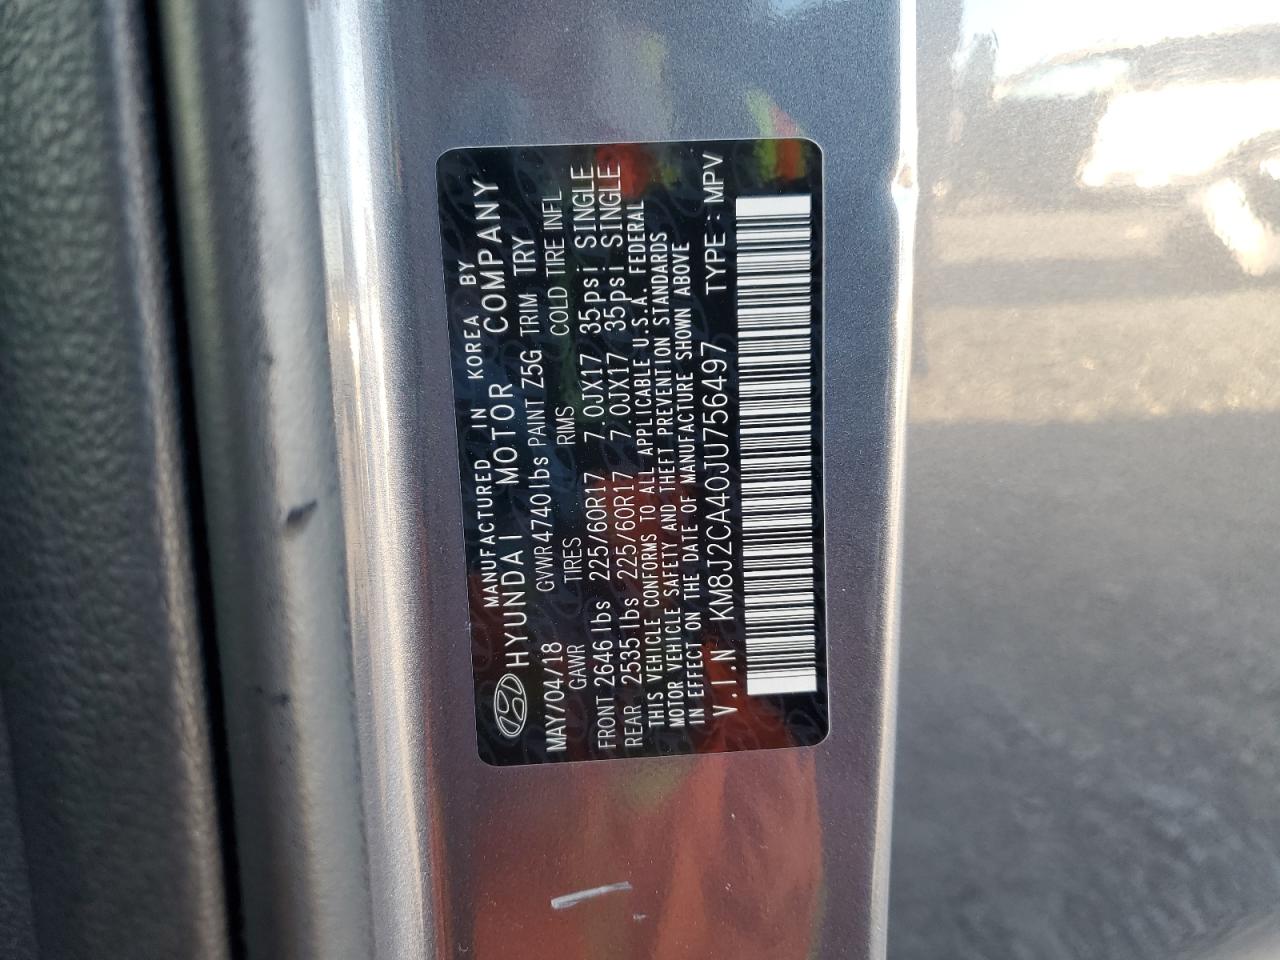 MANUFACTURED IN KOREA BY
HYUNDAI MOTOR COMPANY
MAY/04/18 GVWR 4740lbs PAINT Z5G TRIM TRY
GAWR TIRES RIMS COLD TIRE INFL
FRONT 2646lbs 225/60R17 7.0JX17 35psi SINGLE
REAR 2535lbs 225/60R17 7.0JX17 35psi SINGLE
THIS VEHICLE CONFORMS TO ALL APPLICABLE U.S.A. FEDERAL
MOTOR VEHICLE SAFETY AND THEFT PREVENTION STANDARDS
IN EFFECT ON THE DATE OF MANUFACTURE SHOWN ABOVE
V.I.N KM8J2CA40JU756497 TYPE : MPV